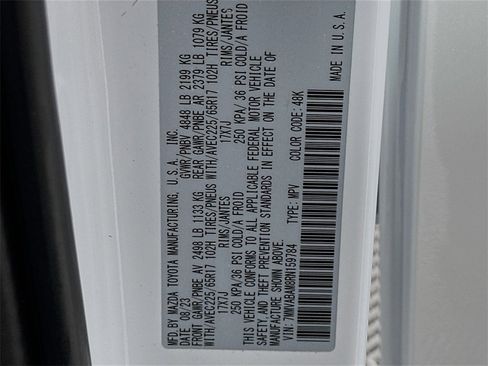 MFD. BY MAZDA TOYOTA MANUFACTURING, U.S.A. INC.
08/23 GWVR/PNBV 4848 LB 2199 KG
FRONT GAWR/PNBE AV 2498 LB 1133 KG REAR GAWR/PNBE AR 2379 LB 1079 KG
WITH/AVEC225/65R17 102H TIRES/PNEUS WITH/AVEC225/65R17 102H TIRES/PNEUS
17X7J RIMS/JANTES 17X7J RIMS/JANTES
250 KPA/36 PSI COLD/A FROID 250 KPA/36 PSI COLD/A FROID
THIS VEHICLE CONFORMS TO ALL APPLICABLE FEDERAL MOTOR VEHICLE
SAFETY, AND THEFT PREVENTION STANDARDS IN EFFECT ON THE DATE OF
MANUFACTURE SHOWN ABOVE.
VIN: 7MMVABAM8RN159784 TYPE: MPV COLOR CODE: 48K
MADE IN U.S.A.